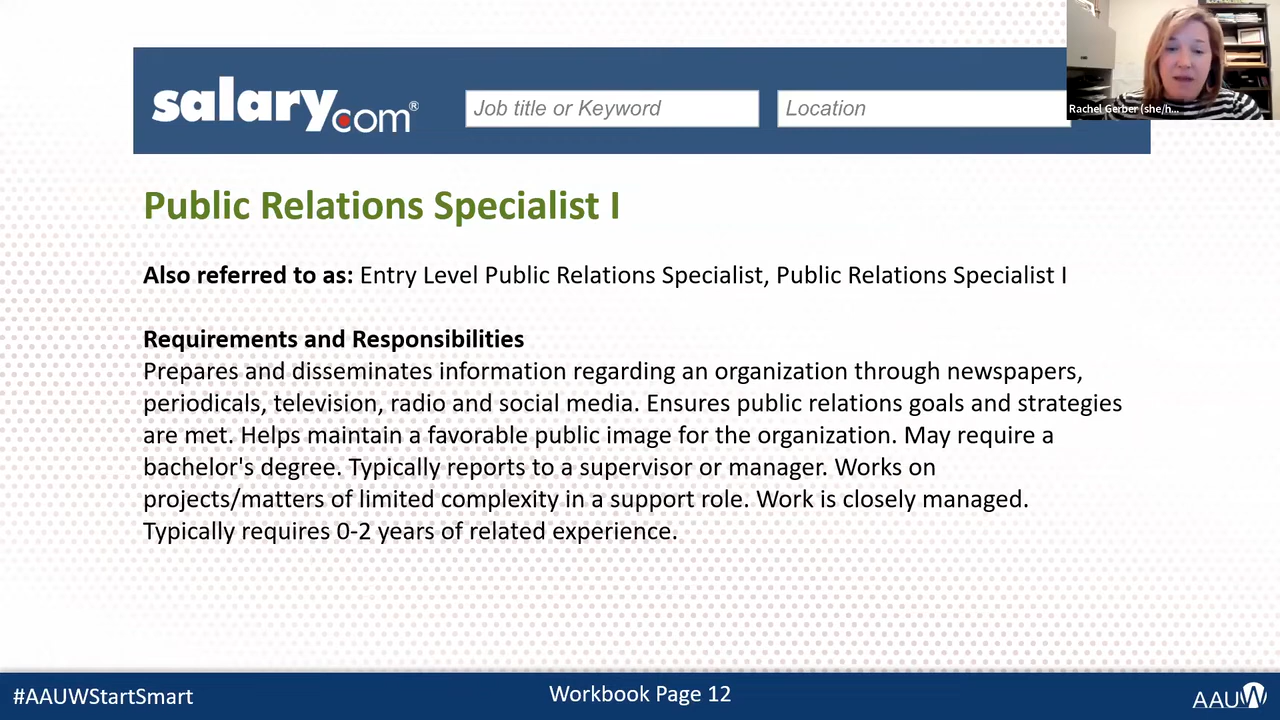 salary.com®
Job title or Keyword
Location
Rachel Gerber (she/h...
Public Relations Specialist I
Also referred to as: Entry Level Public Relations Specialist, Public Relations Specialist I
Requirements and Responsibilities
Prepares and disseminates information regarding an organization through newspapers,
periodicals, television, radio and social media. Ensures public relations goals and strategies
are met. Helps maintain a favorable public image for the organization. May require a
bachelor's degree. Typically reports to a supervisor or manager. Works on
projects/matters of limited complexity in a support role. Work is closely managed.
Typically requires 0-2 years of related experience.
#AAUWStartSmart
Workbook Page 12
AAUW